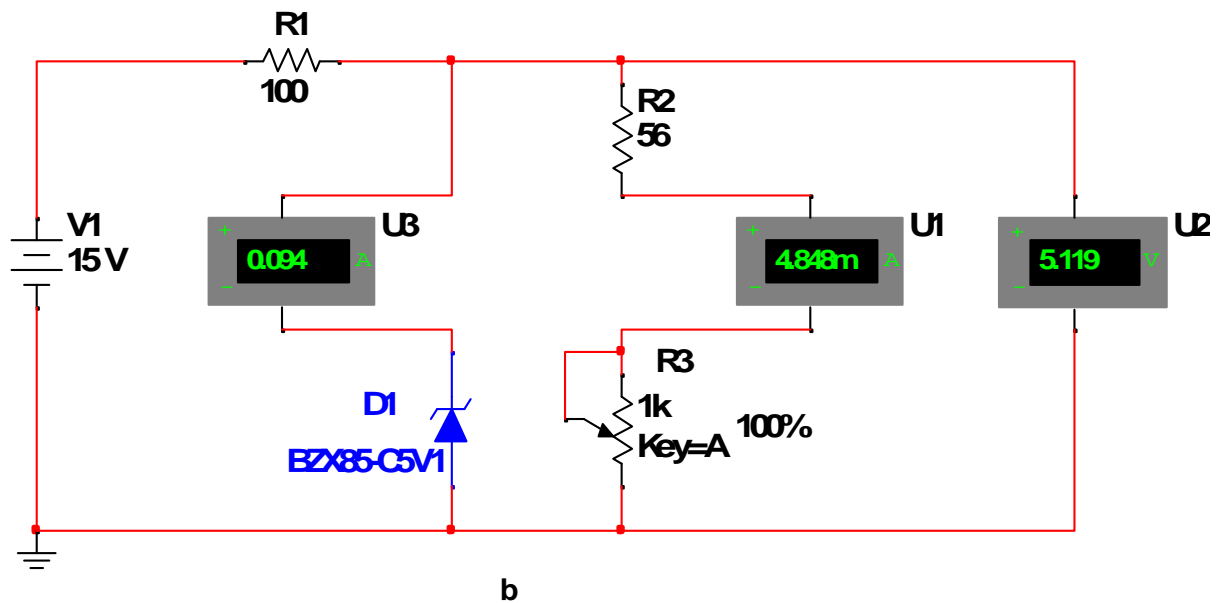 R1
100
R2
56
V1
15 V
U3
+
0.094 A
−
U1
+
4.848m A
−
U2
+
5.119 V
−
R3
1k
100%
Key=A
D1
BZX85-C5V1
b